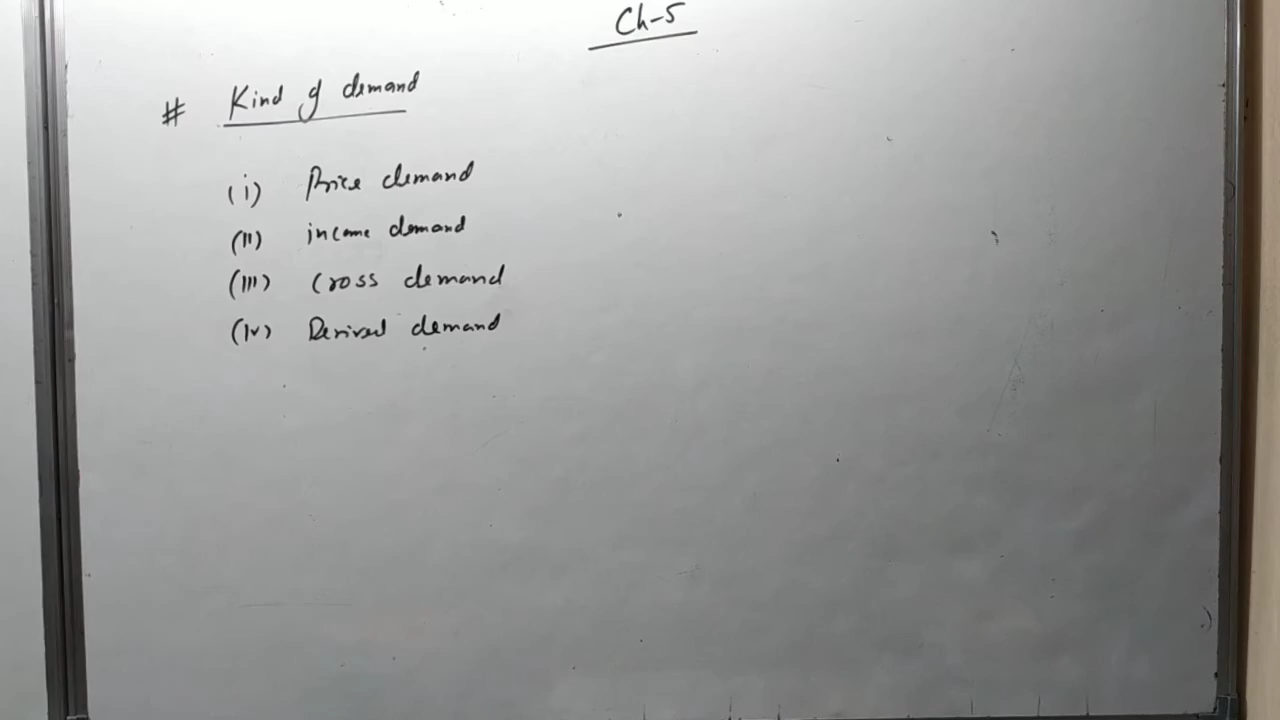 Ch-5
# Kind of demand
(i) Price demand
(ii) income demand
(iii) Cross demand
(iv) Derived demand